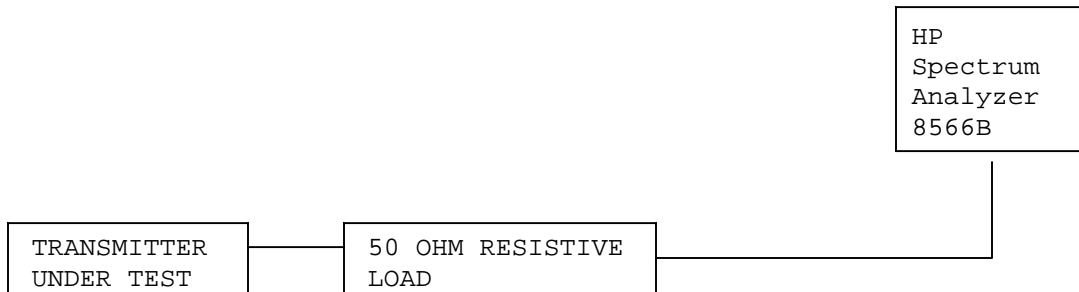 HP
Spectrum
Analyzer
8566B
TRANSMITTER
UNDER TEST
50 OHM RESISTIVE
LOAD